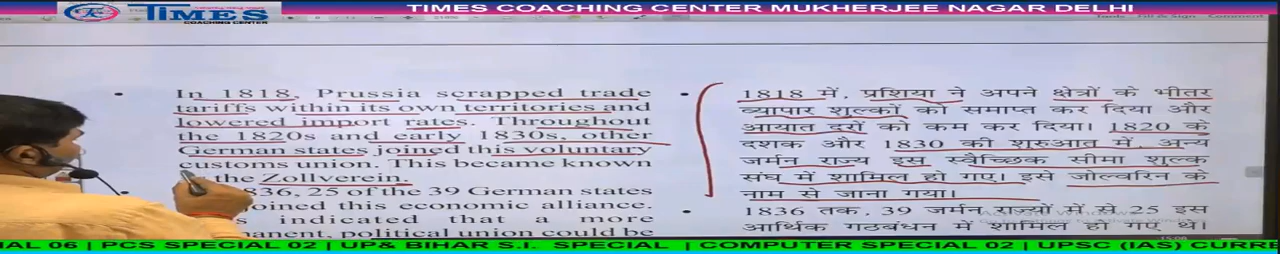 TIMES COACHING CENTER MUKHERJEE NAGAR DELHI
TIMES
COACHING CENTER
In 1818, Prussia scrapped trade
tariffs within its own territories and
lowered import rates. Throughout
the 1820s and early 1830s, other
German states joined this voluntary
customs union. This became known
the Zollverein.
36, 25 of the 39 German states
joined this economic alliance.
indicated that a more
political union could be
1818 में, प्रशिया ने अपने क्षेत्रों के भीतर
व्यापार शुल्कों को समाप्त कर दिया और
आयात दरों को कम कर दिया। 1820 के
दशक और 1830 की शुरुआत में, अन्य
जर्मन राज्य इस स्वैच्छिक सीमा शुल्क
संघ में शामिल हो गए। इसे जोल्वरिन के
नाम से जाना गया।
1836 तक, 39 जर्मन राज्यों में से 25 इस
आर्थिक गठबंधन में शामिल हो गए थे।
IAL 06 | PCS SPECIAL 02 | UP& BIHAR S.I. SPECIAL | COMPUTER SPECIAL 02 | UPSC (IAS) CURRE